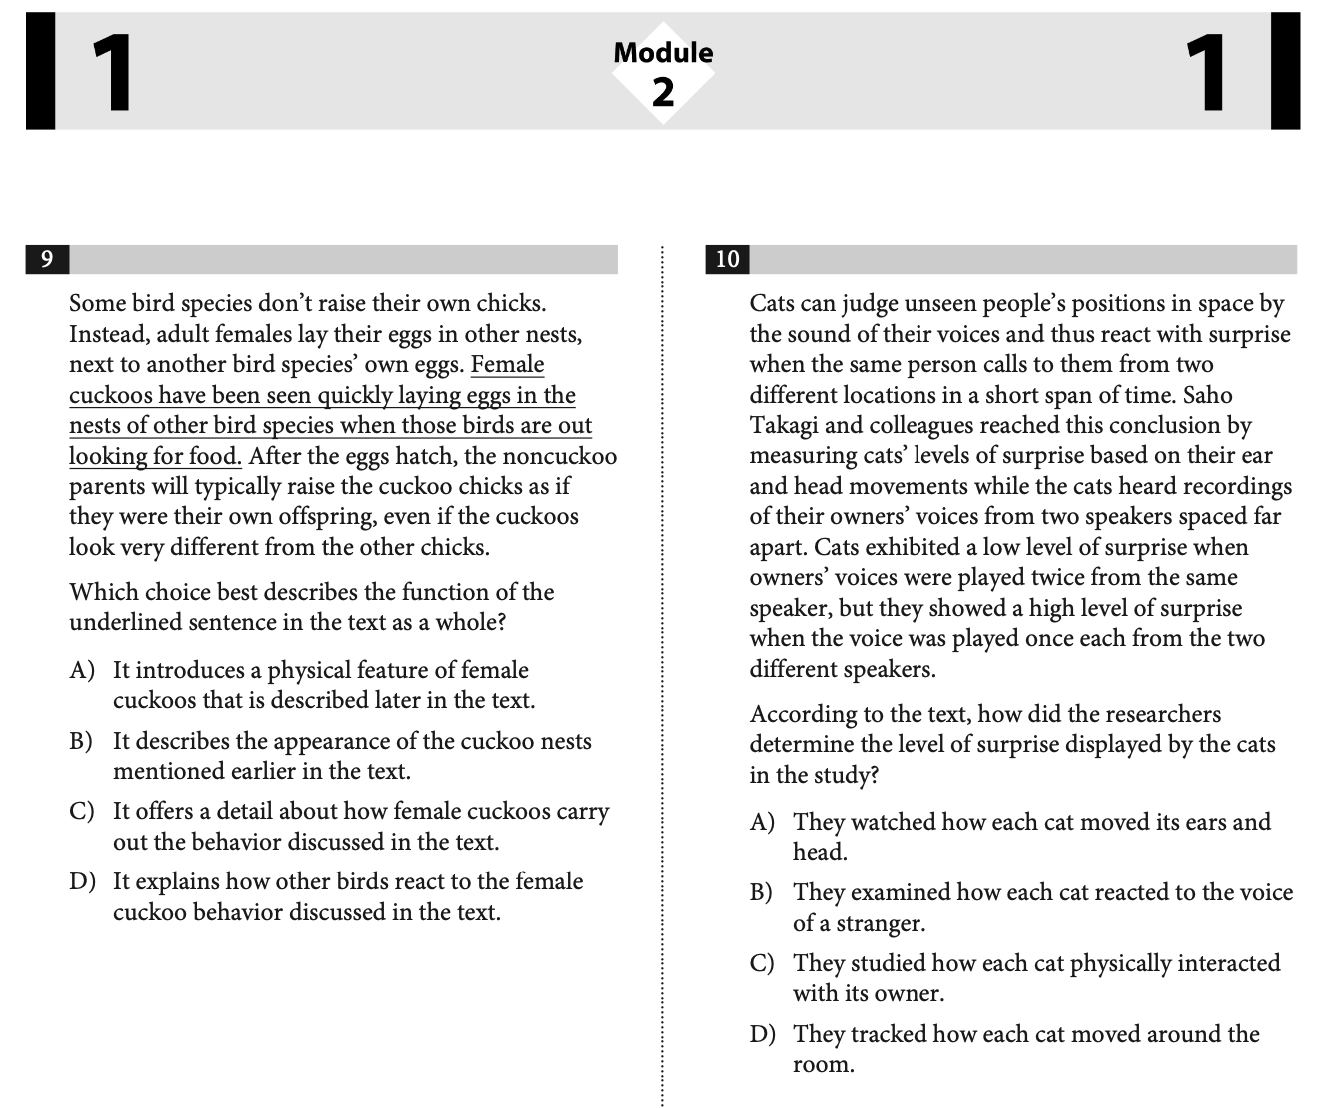 1
Module
2
1
9
Some bird species don’t raise their own chicks.
Instead, adult females lay their eggs in other nests,
next to another bird species’ own eggs. Female
cuckoos have been seen quickly laying eggs in the
nests of other bird species when those birds are out
looking for food. After the eggs hatch, the noncuckoo
parents will typically raise the cuckoo chicks as if
they were their own offspring, even if the cuckoos
look very different from the other chicks.
Which choice best describes the function of the
underlined sentence in the text as a whole?
A) It introduces a physical feature of female
cuckoos that is described later in the text.
B) It describes the appearance of the cuckoo nests
mentioned earlier in the text.
C) It offers a detail about how female cuckoos carry
out the behavior discussed in the text.
D) It explains how other birds react to the female
cuckoo behavior discussed in the text.
10
Cats can judge unseen people’s positions in space by
the sound of their voices and thus react with surprise
when the same person calls to them from two
different locations in a short span of time. Saho
Takagi and colleagues reached this conclusion by
measuring cats’ levels of surprise based on their ear
and head movements while the cats heard recordings
of their owners’ voices from two speakers spaced far
apart. Cats exhibited a low level of surprise when
owners’ voices were played twice from the same
speaker, but they showed a high level of surprise
when the voice was played once each from the two
different speakers.
According to the text, how did the researchers
determine the level of surprise displayed by the cats
in the study?
A) They watched how each cat moved its ears and
head.
B) They examined how each cat reacted to the voice
of a stranger.
C) They studied how each cat physically interacted
with its owner.
D) They tracked how each cat moved around the
room.